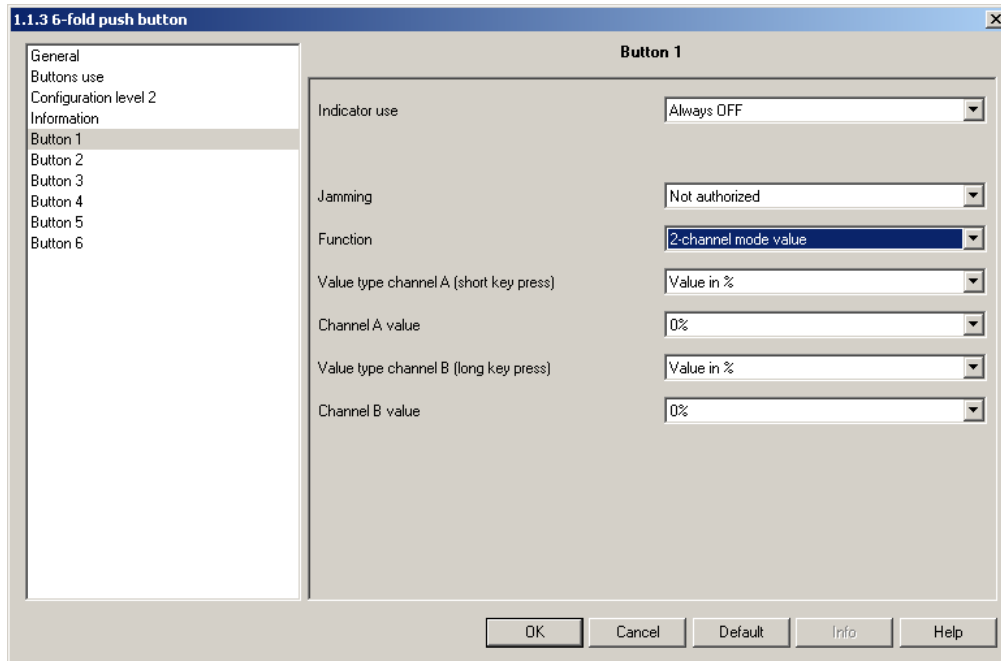 1.1.3 6-fold push button
General
Buttons use
Configuration level 2
Information
Button 1
Button 2
Button 3
Button 4
Button 5
Button 6
Button 1
Indicator use Always OFF
Jamming Not authorized
Function 2-channel mode value
Value type channel A (short key press) Value in %
Channel A value 0%
Value type channel B (long key press) Value in %
Channel B value 0%
OK Cancel Default Info Help